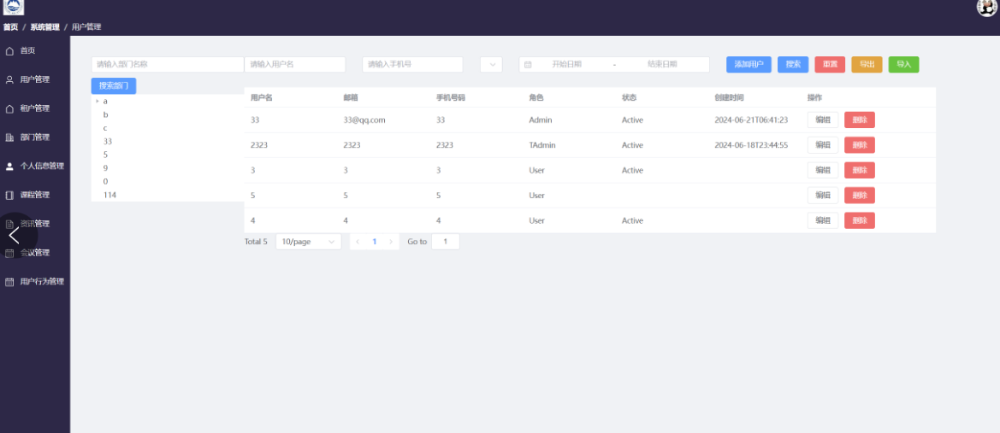 首页 / 系统管理 / 用户管理
首页
用户管理
租户管理
部门管理
个人信息管理
课程管理
资讯管理
会议管理
用户行为管理
请输入部门名称
搜索部门
a
b
c
33
5
9
0
114
请输入用户名 请输入手机号 开始日期 - 结束日期 添加用户 搜索 重置 导出 导入
用户名 邮箱 手机号码 角色 状态 创建时间 操作
33 33@qq.com 33 Admin Active 2024-06-21T06:41:23 编辑 删除
2323 2323 2323 TAdmin Active 2024-06-18T23:44:55 编辑 删除
3 3 3 User Active 编辑 删除
5 5 5 User 编辑 删除
4 4 4 User Active 编辑 删除
Total 5 10/page 1 Go to 1